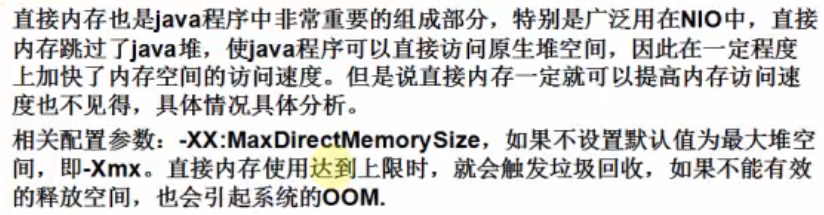 直接内存也是java程序中非常重要的组成部分，特别是广泛用在NIO中，直接
内存跳过了java堆，使java程序可以直接访问原生堆空间，因此在一定程度
上加快了内存空间的访问速度。但是说直接内存一定就可以提高内存访问速
度也不见得，具体情况具体分析。
相关配置参数：-XX:MaxDirectMemorySize，如果不设置默认值为最大堆空
间，即-Xmx。直接内存使用达到上限时，就会触发垃圾回收，如果不能有效
的释放空间，也会引起系统的OOM.